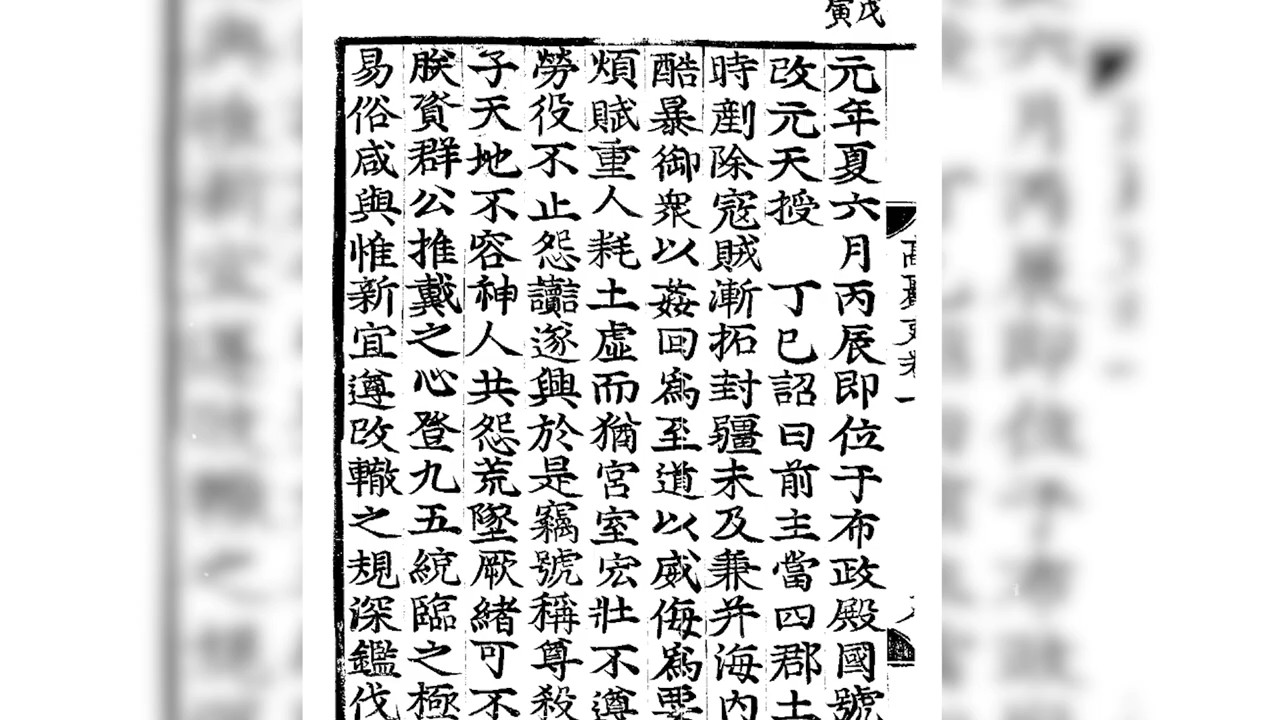 戊寅
元年夏六月丙辰即位于布政殿國號
改元天授 丁巳詔曰前主當四郡土
時剷除寇賊漸拓封疆未及兼并海內
酷暴御衆以姦回爲至道以威侮爲要
煩賦重人耗土虛而猶宮室宏壯不遵
勞役不止怨讟遂興於是竊號稱尊殺
子天地不容神人共怨荒墜厥緖可不
朕資群公推戴之心登九五統臨之極
易俗咸與惟新宜遵改轍之規深鑑伐